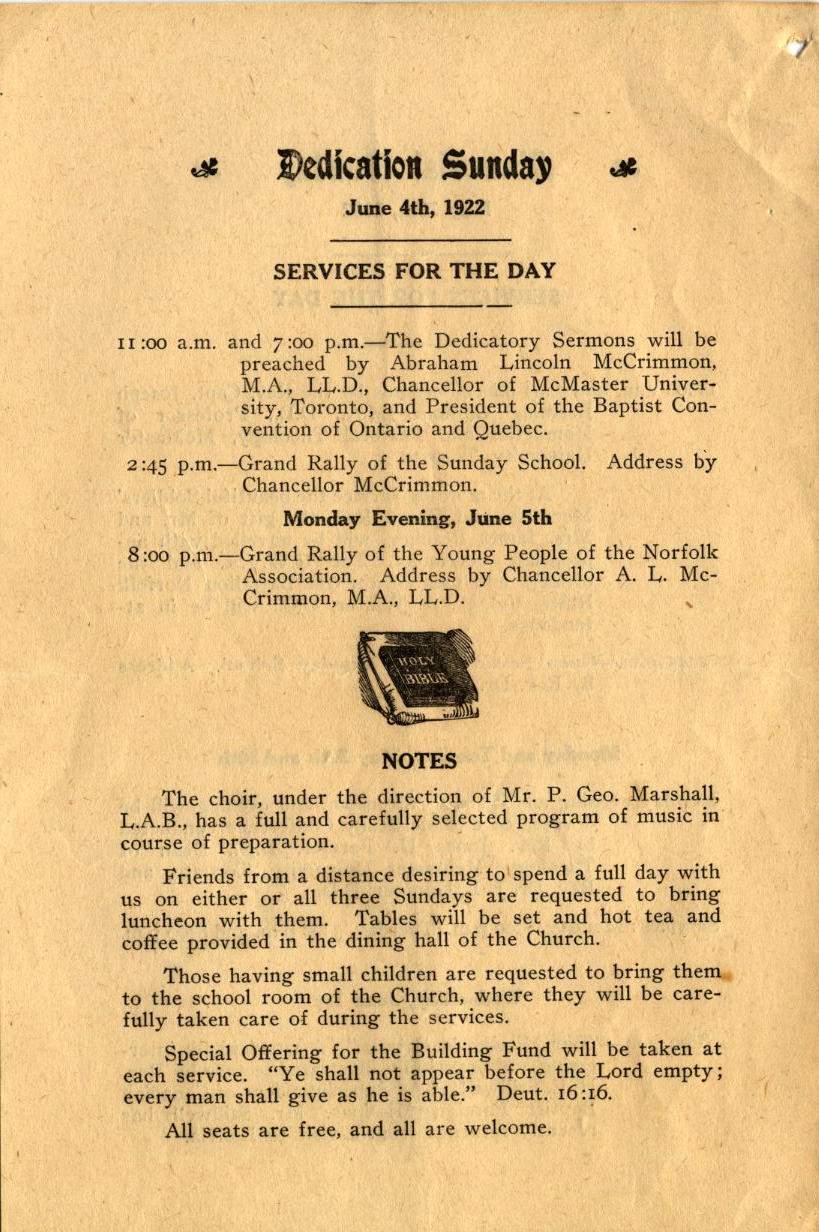 Dedication Sunday
June 4th, 1922
SERVICES FOR THE DAY
11:00 a.m. and 7:00 p.m.—The Dedicatory Sermons will be
preached by Abraham Lincoln McCrimmon,
M.A., LL.D., Chancellor of McMaster Univer-
sity, Toronto, and President of the Baptist Con-
vention of Ontario and Quebec.
2:45 p.m.—Grand Rally of the Sunday School. Address by
Chancellor McCrimmon.
Monday Evening, June 5th
8:00 p.m.—Grand Rally of the Young People of the Norfolk
Association. Address by Chancellor A. L. Mc-
Crimmon, M.A., LL.D.
HOLY
BIBLE
NOTES
The choir, under the direction of Mr. P. Geo. Marshall,
L.A.B., has a full and carefully selected program of music in
course of preparation.
Friends from a distance desiring to spend a full day with
us on either or all three Sundays are requested to bring
luncheon with them. Tables will be set and hot tea and
coffee provided in the dining hall of the Church.
Those having small children are requested to bring them
to the school room of the Church, where they will be care-
fully taken care of during the services.
Special Offering for the Building Fund will be taken at
each service. “Ye shall not appear before the Lord empty;
every man shall give as he is able.” Deut. 16:16.
All seats are free, and all are welcome.